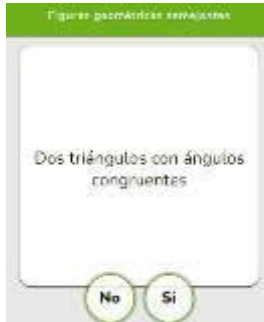 Figuras geométricas semejantes
Dos triángulos con ángulos
congruentes
No
Si